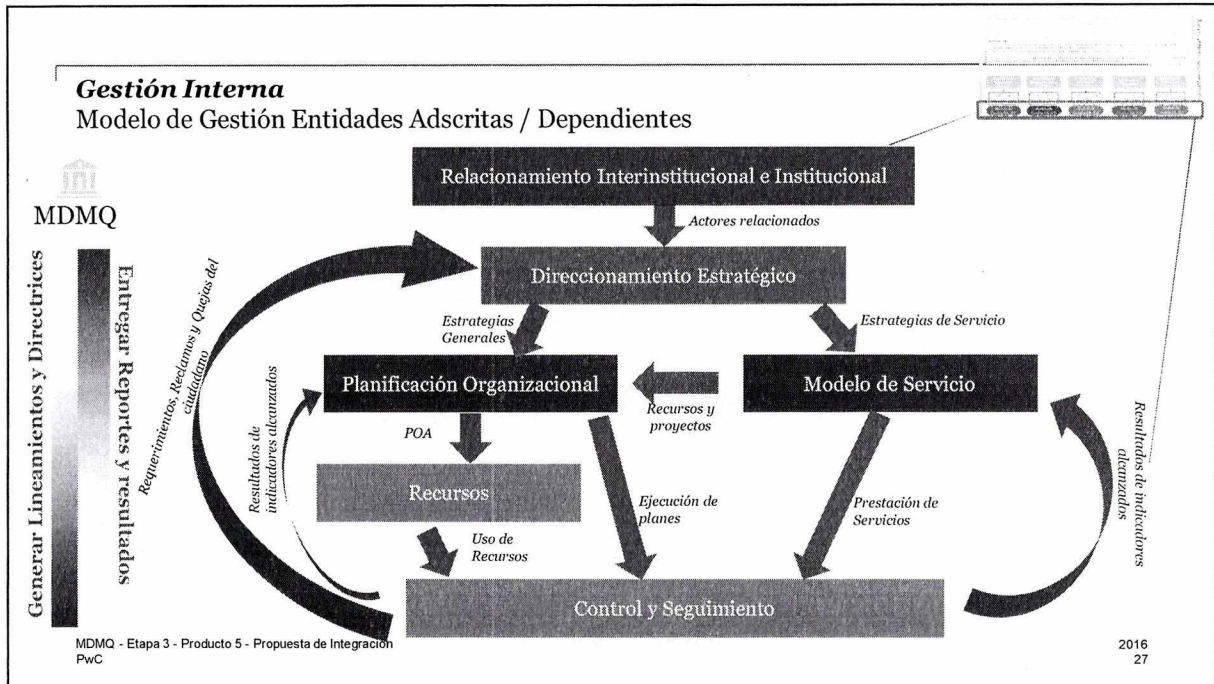 Gestión Interna
Modelo de Gestión Entidades Adscritas / Dependientes
MDMQ
Generar Lineamientos y Directrices
Entregar Reportes y resultados
Relacionamiento Interinstitucional e Institucional
Actores relacionados
Direccionamiento Estratégico
Requerimientos, Reclamos y Quejas del
ciudadano
Estrategias
Generales
Estrategias de Servicio
Planificación Organizacional
Modelo de Servicio
Recursos y
proyectos
Resultados de
indicadores alcanzados
POA
Recursos
Ejecución de
planes
Prestación de
Servicios
Resultados de indicadores
alcanzados
Uso de
Recursos
Control y Seguimiento
MDMQ - Etapa 3 - Producto 5 - Propuesta de Integración
PwC
2016
27